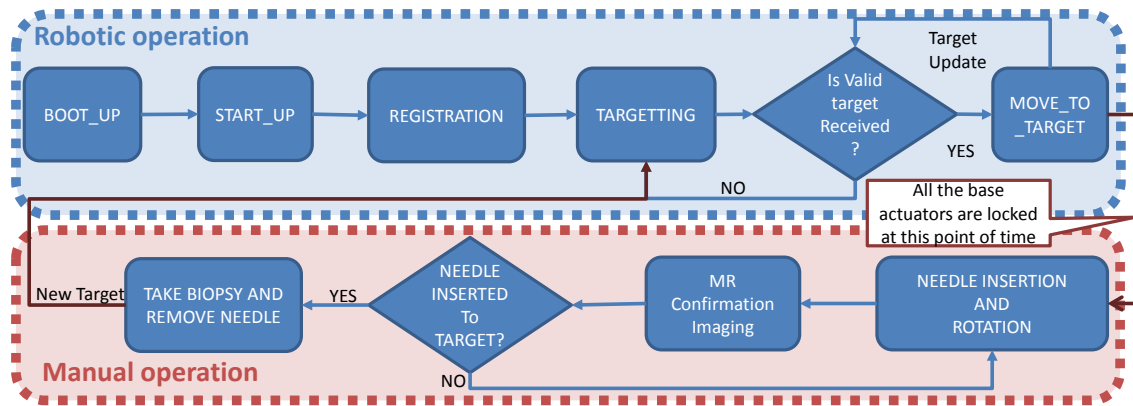 Robotic operation
Target
Update
BOOT_UP
START_UP
REGISTRATION
TARGETTING
Is Valid
target
Received
?
MOVE_TO
_TARGET
YES
NO
All the base
actuators are locked
at this point of time
New Target
TAKE BIOPSY AND
REMOVE NEEDLE
YES
NEEDLE
INSERTED
To
TARGET?
MR
Confirmation
Imaging
NEEDLE INSERTION
AND
ROTATION
NO
Manual operation